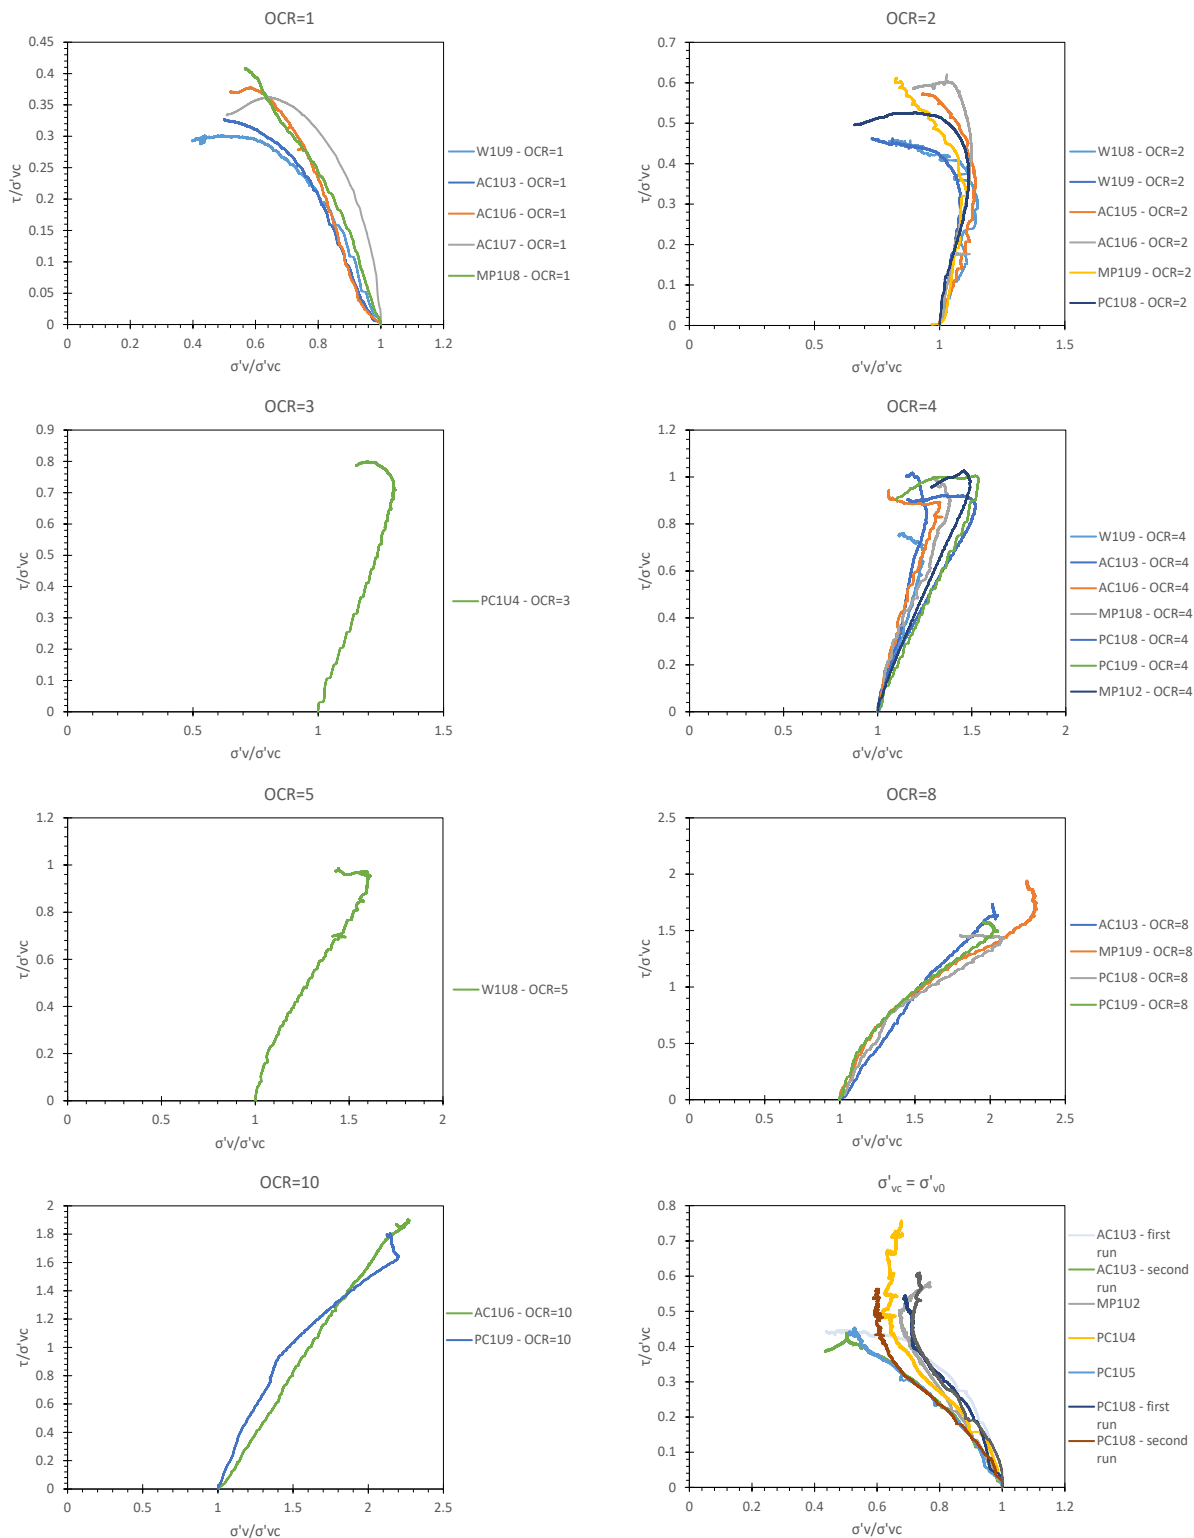 OCR=1
0.45
0.4
0.35
0.3
0.25
0.2
0.15
0.1
0.05
0
0
0.2
0.4
0.6
0.8
1
1.2
τ/σ'vc
σ'v/σ'vc
W1U9 - OCR=1
AC1U3 - OCR=1
AC1U6 - OCR=1
AC1U7 - OCR=1
MP1U8 - OCR=1
OCR=2
0.7
0.6
0.5
0.4
0.3
0.2
0.1
0
0
0.5
1
1.5
τ/σ'vc
σ'v/σ'vc
W1U8 - OCR=2
W1U9 - OCR=2
AC1U5 - OCR=2
AC1U6 - OCR=2
MP1U9 - OCR=2
PC1U8 - OCR=2
OCR=3
0.9
0.8
0.7
0.6
0.5
0.4
0.3
0.2
0.1
0
0
0.5
1
1.5
τ/σ'vc
σ'v/σ'vc
PC1U4 - OCR=3
OCR=4
1.2
1
0.8
0.6
0.4
0.2
0
0
0.5
1
1.5
2
τ/σ'vc
σ'v/σ'vc
W1U9 - OCR=4
AC1U3 - OCR=4
AC1U6 - OCR=4
MP1U8 - OCR=4
PC1U8 - OCR=4
PC1U9 - OCR=4
MP1U2 - OCR=4
OCR=5
1.2
1
0.8
0.6
0.4
0.2
0
0
0.5
1
1.5
2
τ/σ'vc
σ'v/σ'vc
W1U8 - OCR=5
OCR=8
2.5
2
1.5
1
0.5
0
0
0.5
1
1.5
2
2.5
τ/σ'vc
σ'v/σ'vc
AC1U3 - OCR=8
MP1U9 - OCR=8
PC1U8 - OCR=8
PC1U9 - OCR=8
OCR=10
2
1.8
1.6
1.4
1.2
1
0.8
0.6
0.4
0.2
0
0
0.5
1
1.5
2
2.5
τ/σ'vc
σ'v/σ'vc
AC1U6 - OCR=10
PC1U9 - OCR=10
σ'vc = σ'v0
0.8
0.7
0.6
0.5
0.4
0.3
0.2
0.1
0
0
0.2
0.4
0.6
0.8
1
1.2
τ/σ'vc
σ'v/σ'vc
AC1U3 - first
run
AC1U3 - second
run
MP1U2
PC1U4
PC1U5
PC1U8 - first
run
PC1U8 - second
run